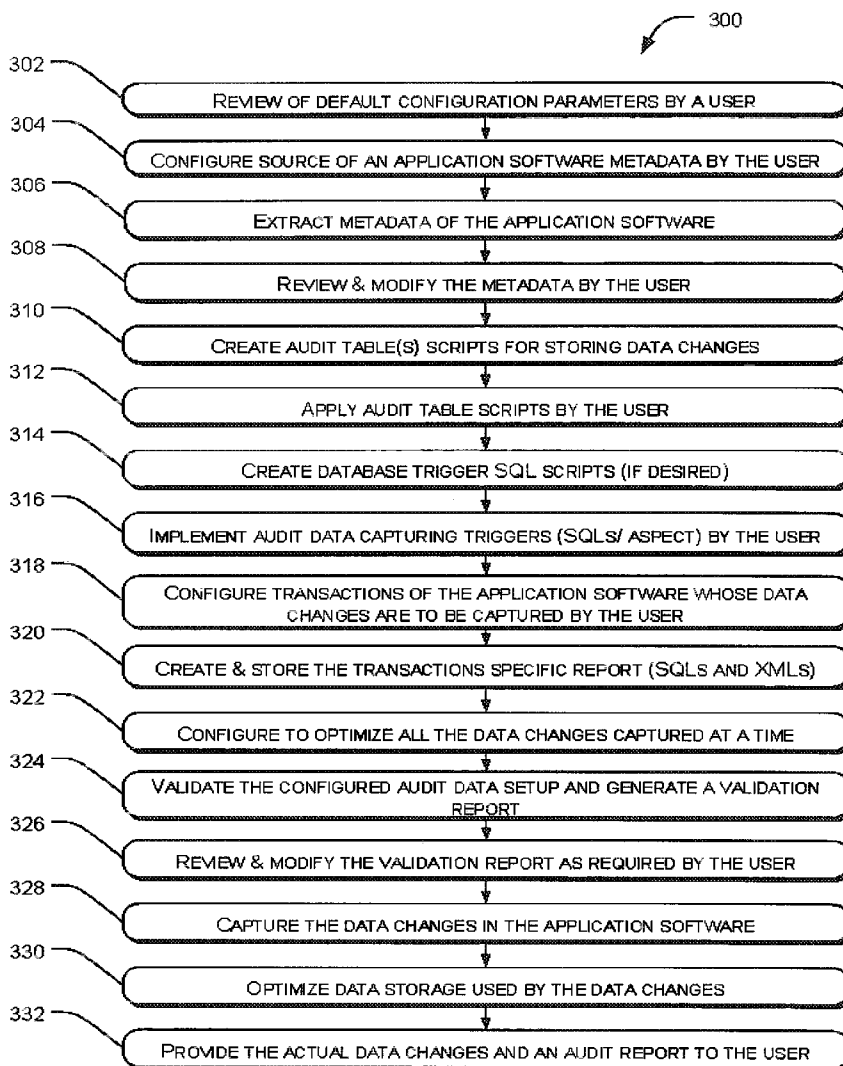 300
302
REVIEW OF DEFAULT CONFIGURATION PARAMETERS BY A USER
304
CONFIGURE SOURCE OF AN APPLICATION SOFTWARE METADATA BY THE USER
306
EXTRACT METADATA OF THE APPLICATION SOFTWARE
308
REVIEW & MODIFY THE METADATA BY THE USER
310
CREATE AUDIT TABLE(S) SCRIPTS FOR STORING DATA CHANGES
312
APPLY AUDIT TABLE SCRIPTS BY THE USER
314
CREATE DATABASE TRIGGER SQL SCRIPTS (IF DESIRED)
316
IMPLEMENT AUDIT DATA CAPTURING TRIGGERS (SQLS/ ASPECT) BY THE USER
318
CONFIGURE TRANSACTIONS OF THE APPLICATION SOFTWARE WHOSE DATA
CHANGES ARE TO BE CAPTURED BY THE USER
320
CREATE & STORE THE TRANSACTIONS SPECIFIC REPORT (SQLS AND XMLS)
322
CONFIGURE TO OPTIMIZE ALL THE DATA CHANGES CAPTURED AT A TIME
324
VALIDATE THE CONFIGURED AUDIT DATA SETUP AND GENERATE A VALIDATION
REPORT
326
REVIEW & MODIFY THE VALIDATION REPORT AS REQUIRED BY THE USER
328
CAPTURE THE DATA CHANGES IN THE APPLICATION SOFTWARE
330
OPTIMIZE DATA STORAGE USED BY THE DATA CHANGES
332
PROVIDE THE ACTUAL DATA CHANGES AND AN AUDIT REPORT TO THE USER